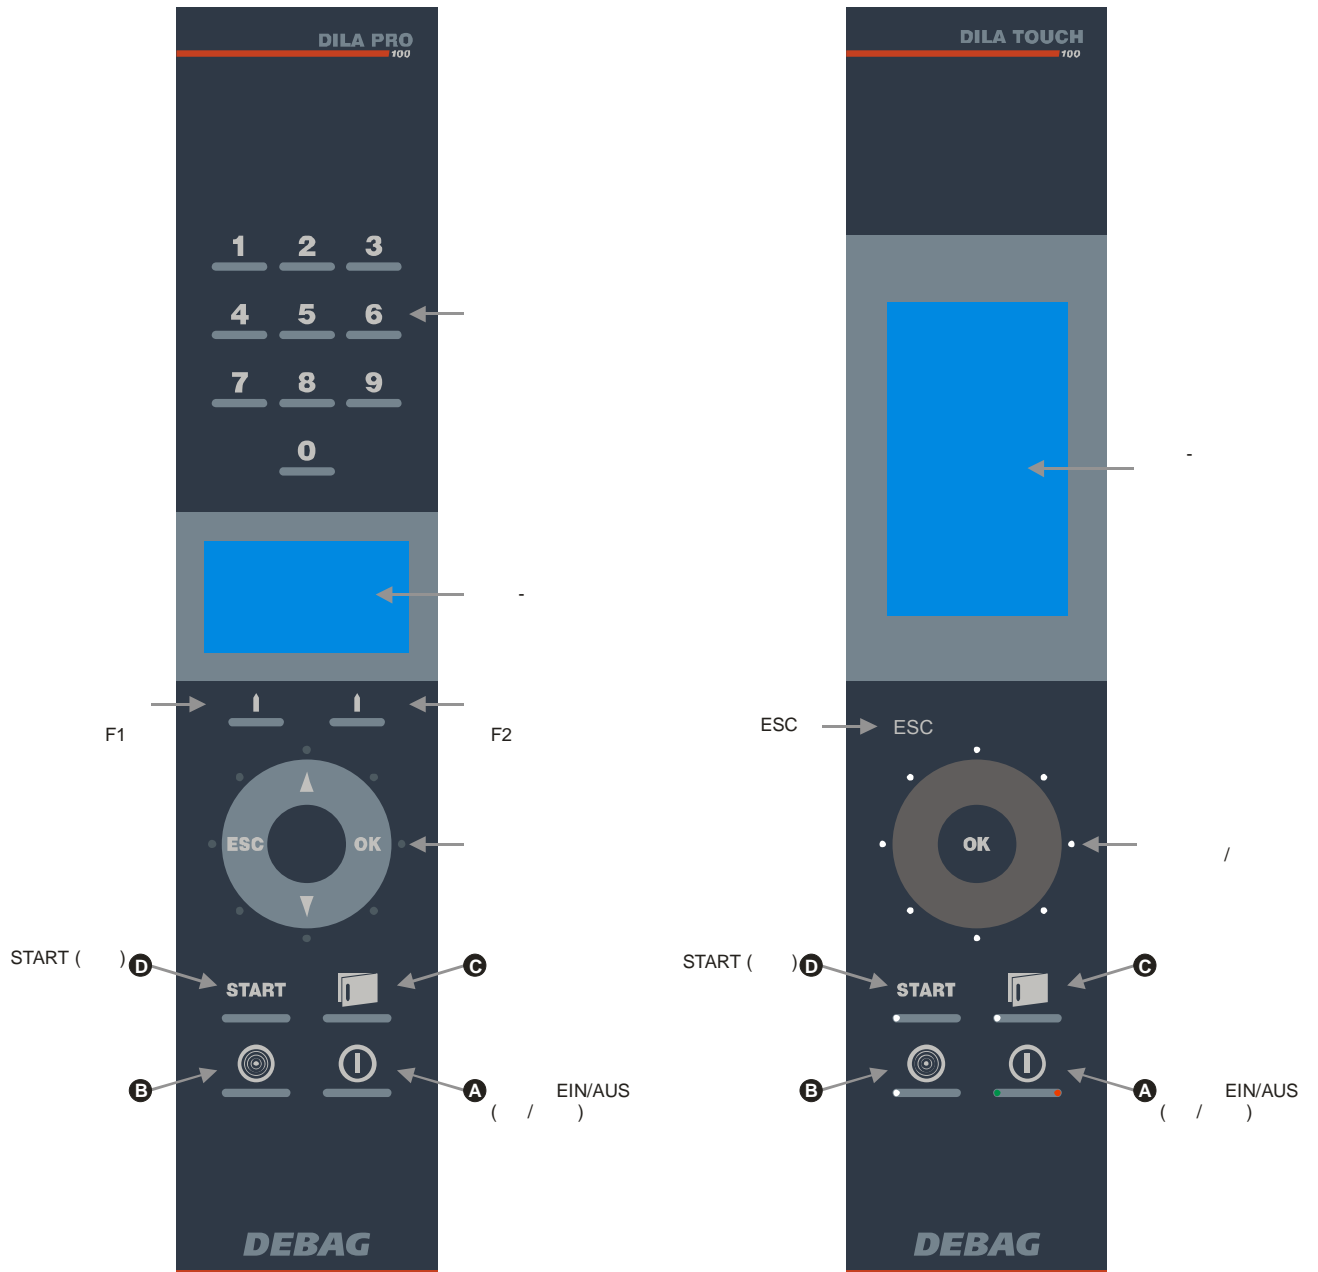 DILA PRO
100
1 2 3
4 5 6
7 8 9
0
-
F1
F2
ESC OK
START ( ) D
C
START
B
A EIN/AUS
( / )
DEBAG
DILA TOUCH
100
-
ESC
ESC
OK
/
START ( ) D
C
START
B
A EIN/AUS
( / )
DEBAG